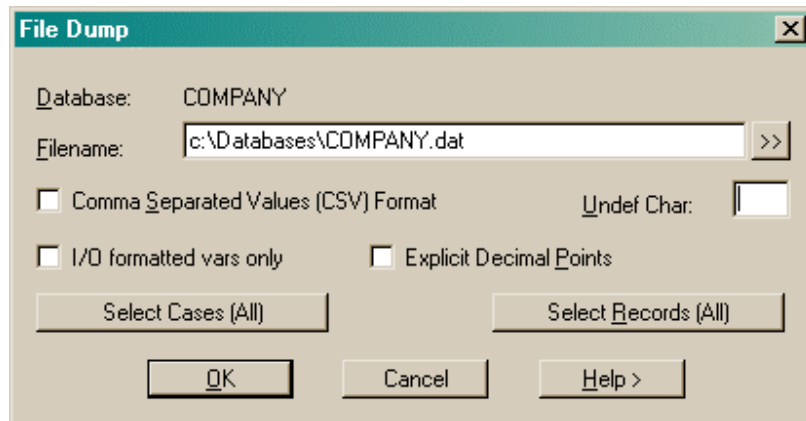 File Dump
Database: COMPANY
Filename: c:\Databases\COMPANY.dat >>
Comma Separated Values (CSV) Format Undef Char:
I/O formatted vars only Explicit Decimal Points
Select Cases (All) Select Records (All)
OK Cancel Help >